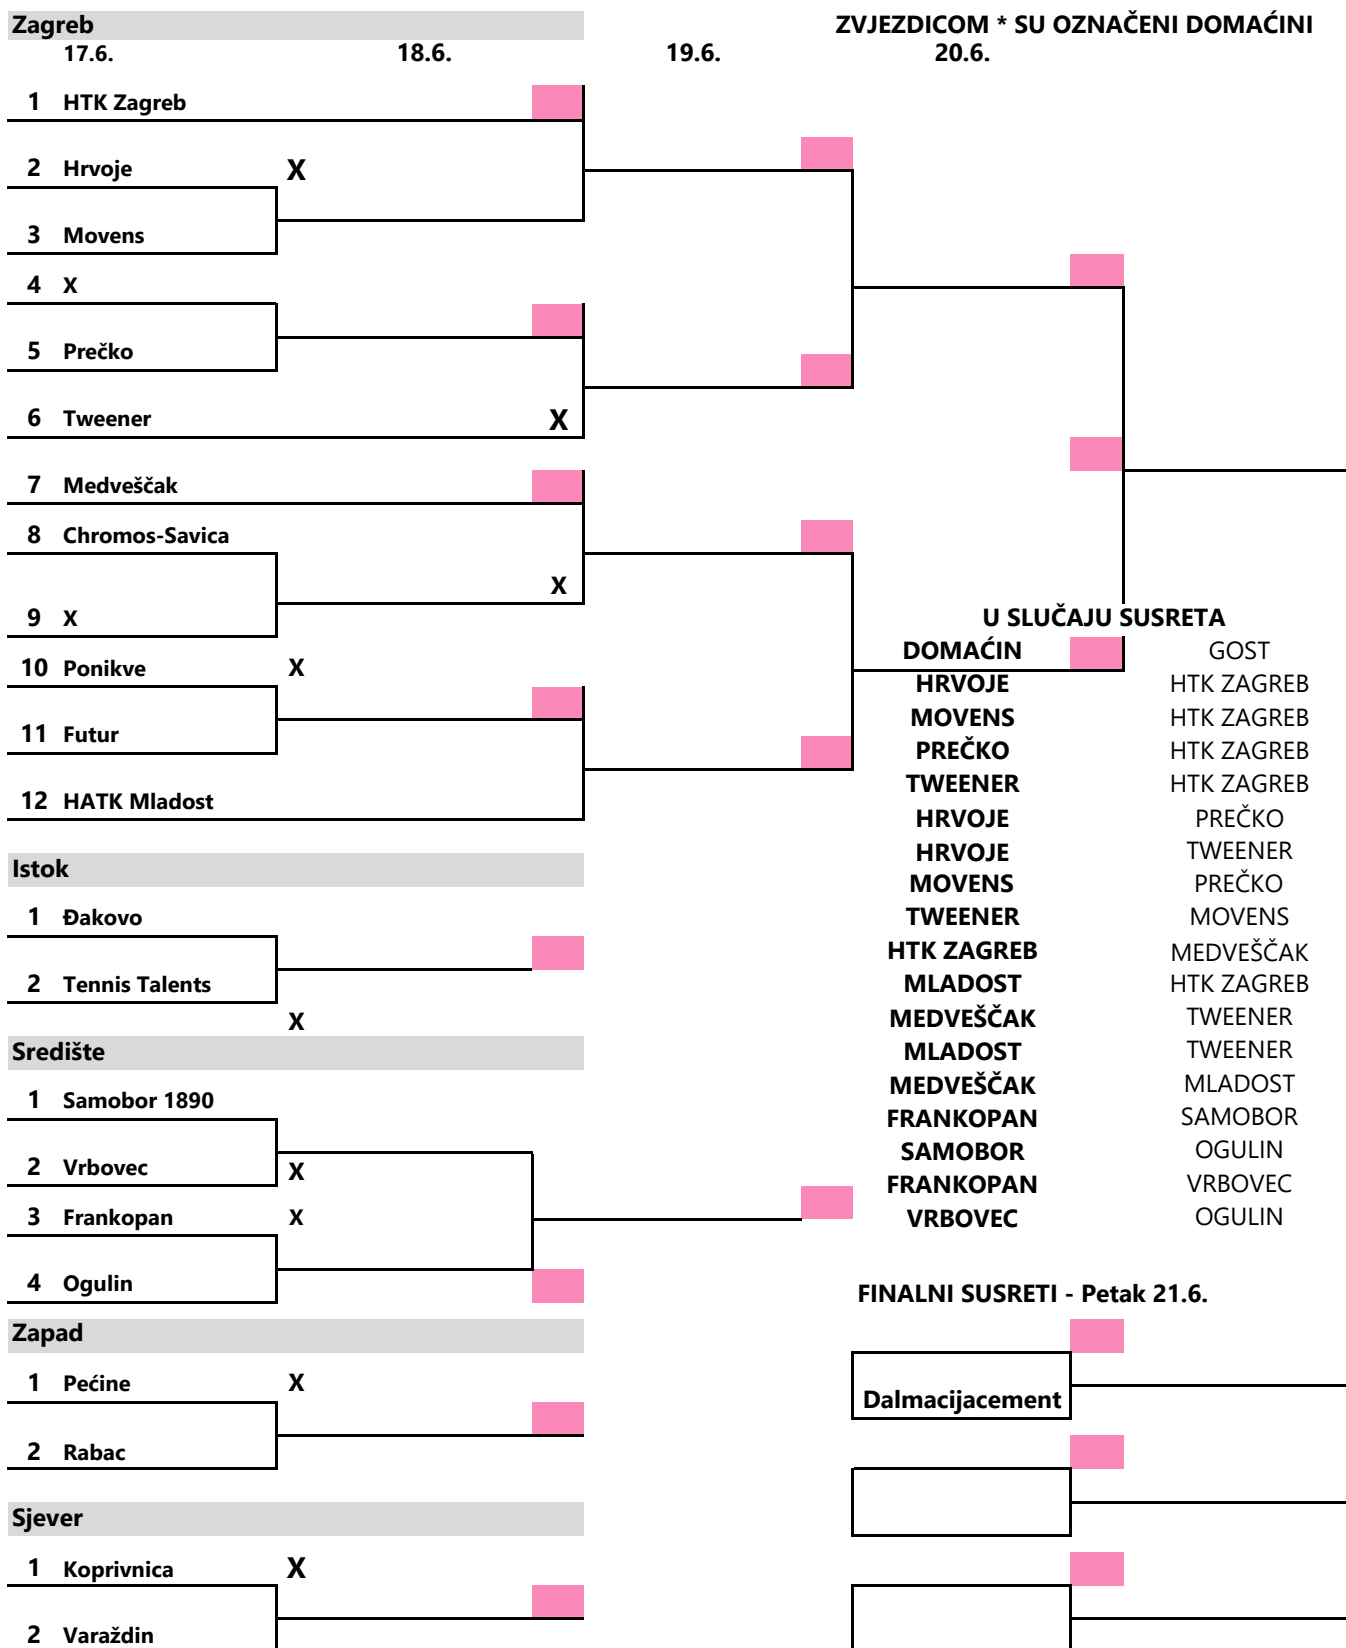 Zagreb
ZVJEZDICOM * SU OZNAČENI DOMAĆINI
17.6. 18.6. 19.6. 20.6.
1 HTK Zagreb
2 Hrvoje X
3 Movens
4 X
5 Prečko
6 Tweener X
7 Medveščak
8 Chromos-Savica
X
9 X
U SLUČAJU SUSRETA
DOMAĆIN GOST
10 Ponikve X
HRVOJE HTK ZAGREB
MOVENS HTK ZAGREB
11 Futur
PREČKO HTK ZAGREB
TWEENER HTK ZAGREB
12 HATK Mladost
HRVOJE PREČKO
HRVOJE TWEENER
Istok
MOVENS PREČKO
1 Đakovo
TWEENER MOVENS
HTK ZAGREB MEDVEŠČAK
2 Tennis Talents
MLADOST HTK ZAGREB
X
MEDVEŠČAK TWEENER
Središte
MLADOST TWEENER
MEDVEŠČAK MLADOST
1 Samobor 1890
FRANKOPAN SAMOBOR
SAMOBOR OGULIN
2 Vrbovec X
FRANKOPAN VRBOVEC
3 Frankopan X
VRBOVEC OGULIN
4 Ogulin
FINALNI SUSRETI - Petak 21.6.
Zapad
1 Pećine X
Dalmacijacement
2 Rabac
Sjever
1 Koprivnica X
2 Varaždin